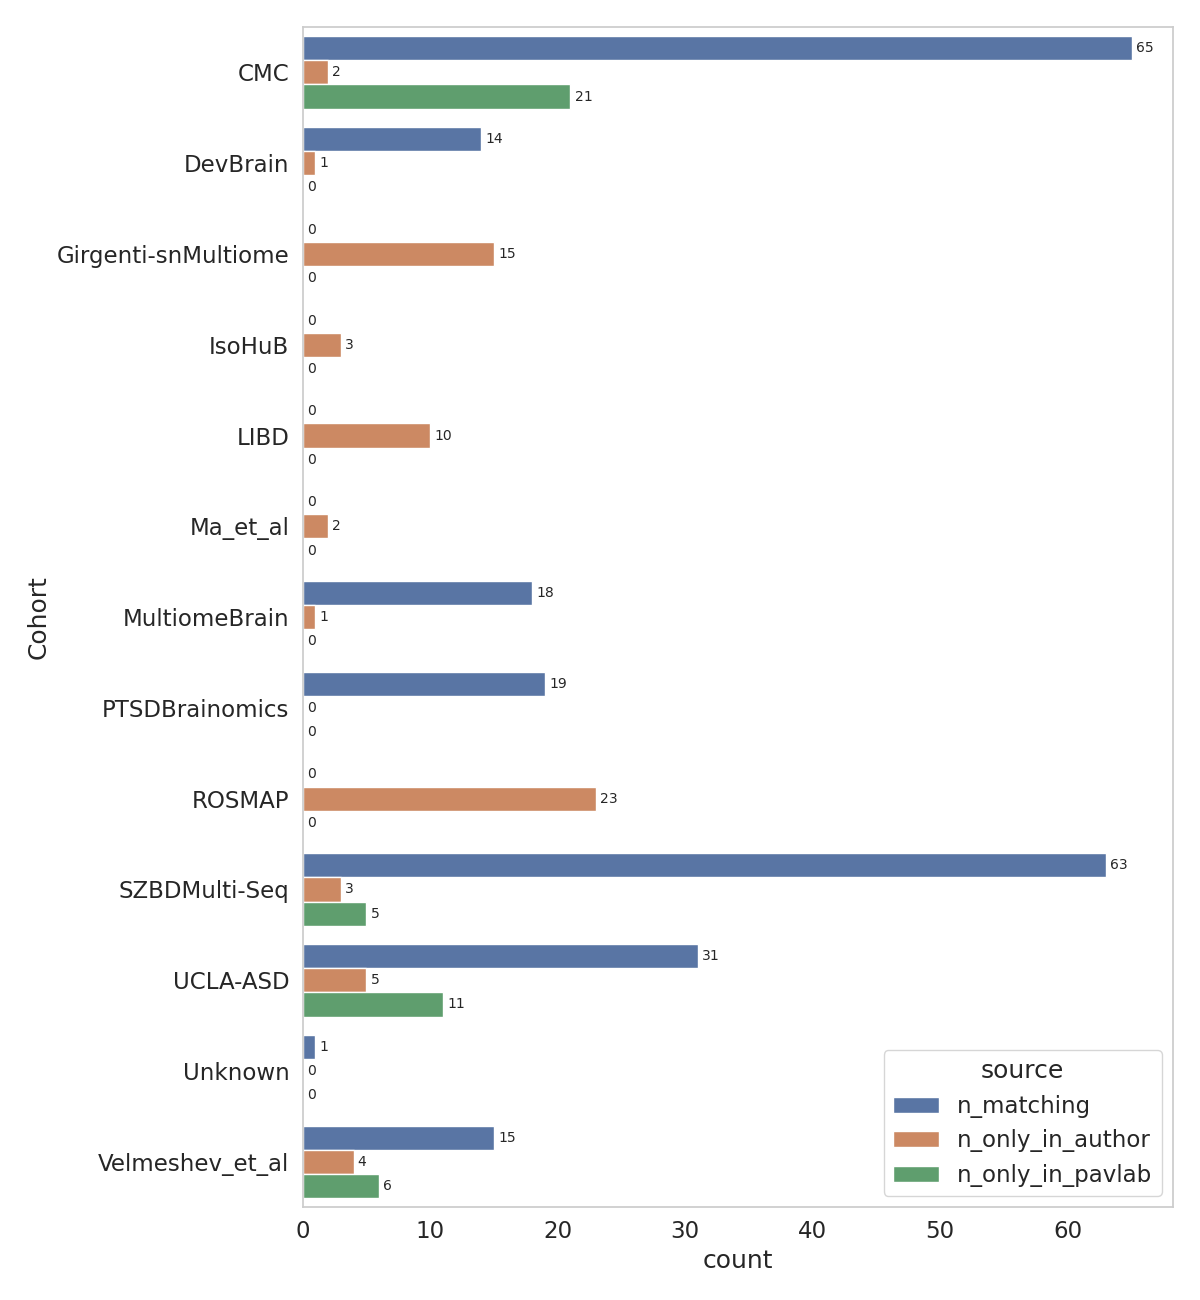 CMC
65
2
21
DevBrain
14
1
0
Girgenti-snMultiome
0
15
0
IsoHuB
0
3
0
LIBD
0
10
0
Ma_et_al
0
2
0
MultiomeBrain
18
1
0
PTSDBrainomics
19
0
0
ROSMAP
0
23
0
SZBDMulti-Seq
63
3
5
UCLA-ASD
31
5
11
Unknown
1
0
0
Velmeshev_et_al
15
4
6
Cohort
source
n_matching
n_only_in_author
n_only_in_pavlab
0 10 20 30 40 50 60
count